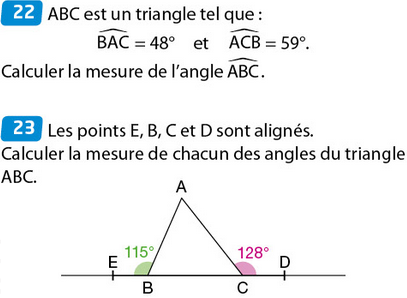 22 ABC est un triangle tel que :
BAC = 48° et ACB = 59°.
Calculer la mesure de l'angle ABC.
23 Les points E, B, C et D sont alignés.
Calculer la mesure de chacun des angles du triangle
ABC.
A
115° 128°
E D
B C